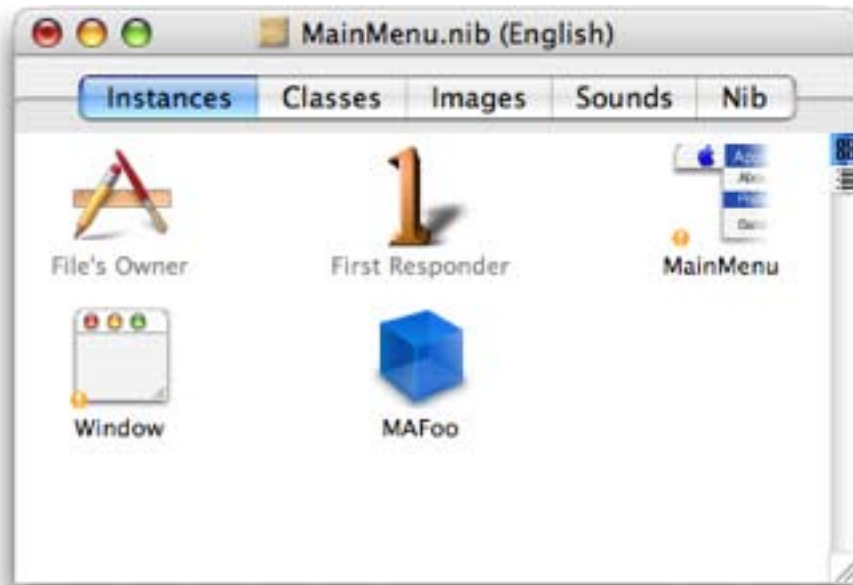 MainMenu.nib (English)
Instances Classes Images Sounds Nib
File's Owner First Responder MainMenu
Window MAFoo